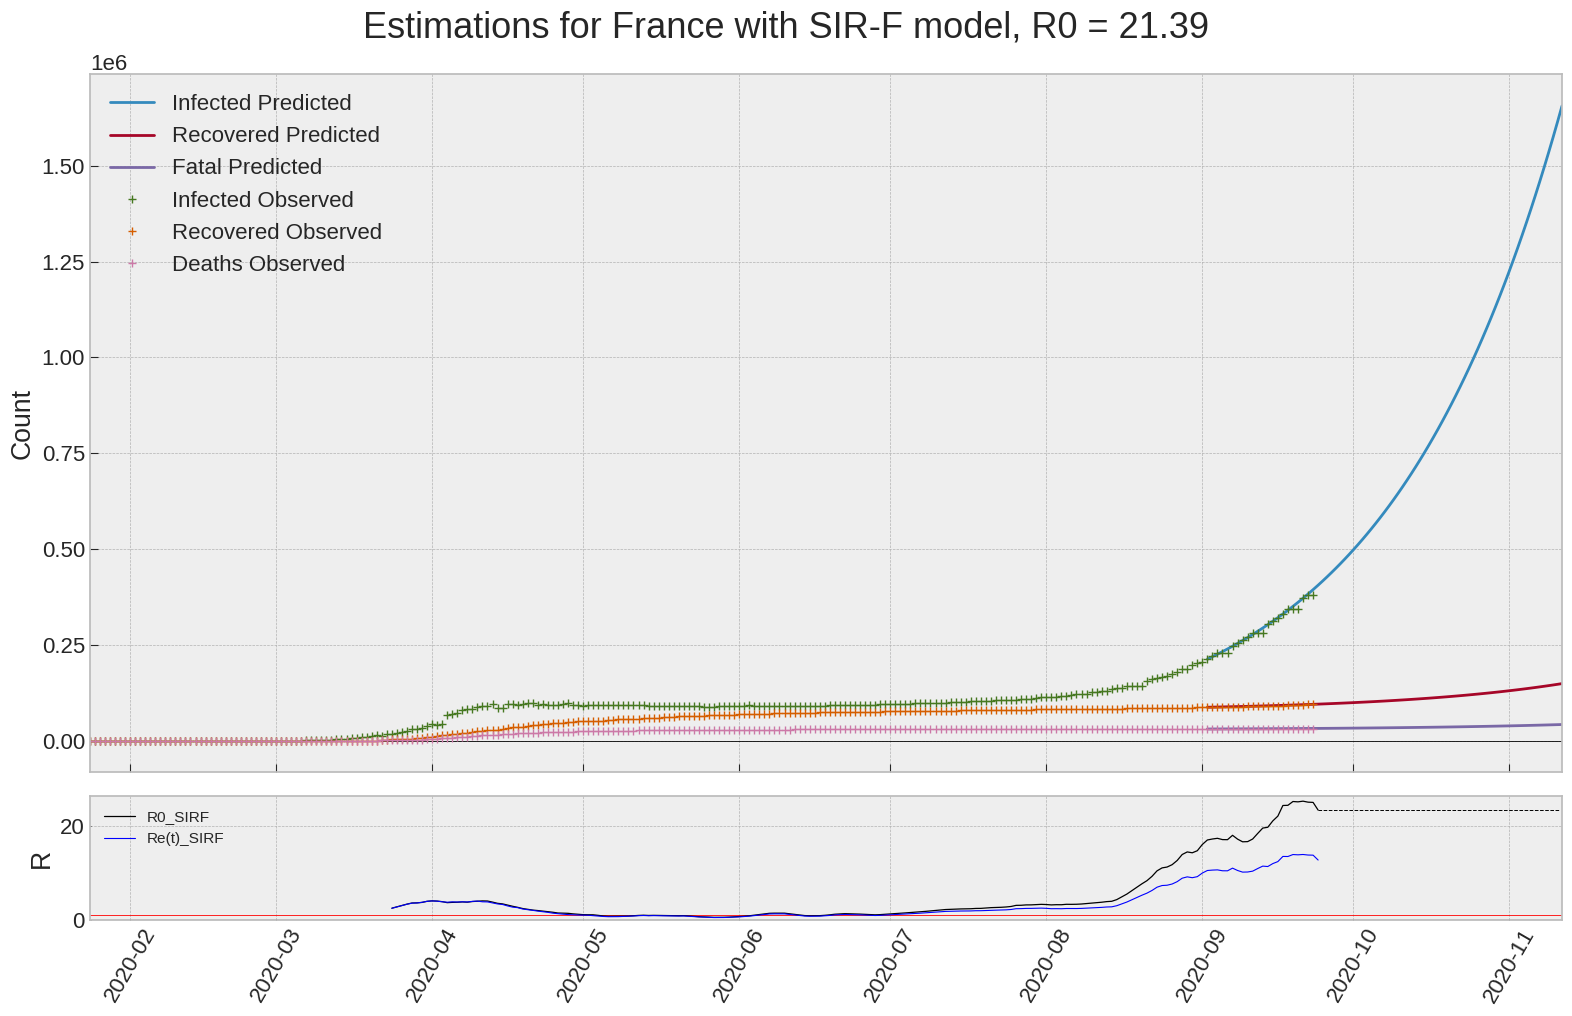 Estimations for France with SIR-F model, R0 = 21.39
1e6
Infected Predicted
Recovered Predicted
Fatal Predicted
Infected Observed
Recovered Observed
Deaths Observed
1.50
1.25
1.00
0.75
0.50
0.25
0.00
Count
R0_SIRF
Re(t)_SIRF
20
0
R
2020-02
2020-03
2020-04
2020-05
2020-06
2020-07
2020-08
2020-09
2020-10
2020-11